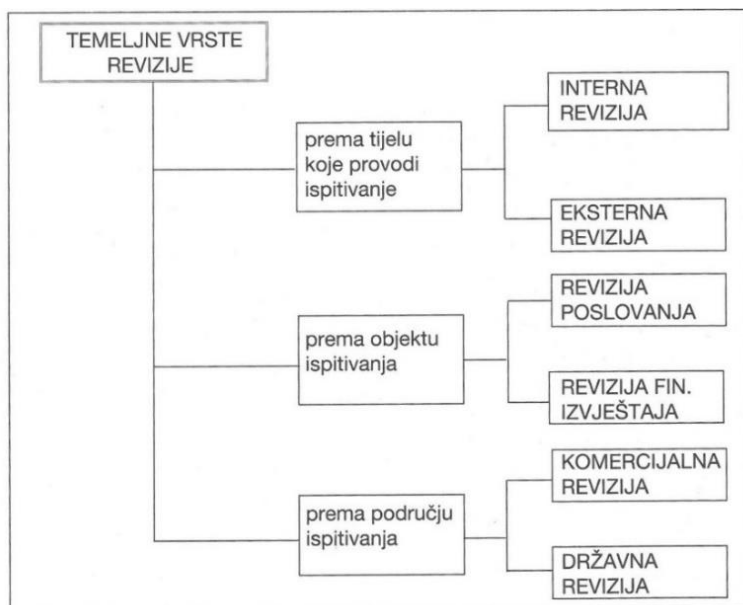 TEMELJNE VRSTE
REVIZIJE
prema tijelu
koje provodi
ispitivanje
INTERNA
REVIZIJA
EKSTERNA
REVIZIJA
prema objektu
ispitivanja
REVIZIJA
POSLOVANJA
REVIZIJA FIN.
IZVJEŠTAJA
prema području
ispitivanja
KOMERCIJALNA
REVIZIJA
DRŽAVNA
REVIZIJA